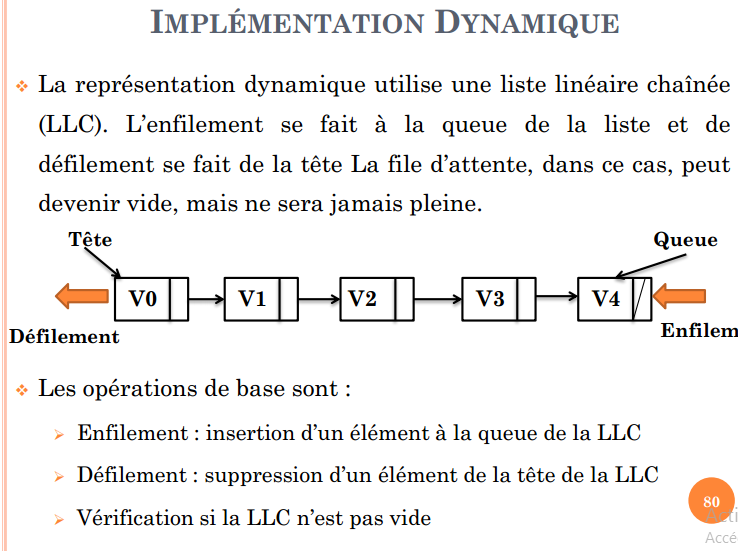 IMPLÉMENTATION DYNAMIQUE
❖ La représentation dynamique utilise une liste linéaire chaînée
(LLC). L'enfilement se fait à la queue de la liste et de
défilement se fait de la tête La file d'attente, dans ce cas, peut
devenir vide, mais ne sera jamais pleine.
Tête Queue
V0 V1 V2 V3 V4
Défilement Enfilem
❖ Les opérations de base sont :
➢ Enfilement : insertion d'un élément à la queue de la LLC
➢ Défilement : suppression d'un élément de la tête de la LLC
➢ Vérification si la LLC n'est pas vide
80
Acti
Accé